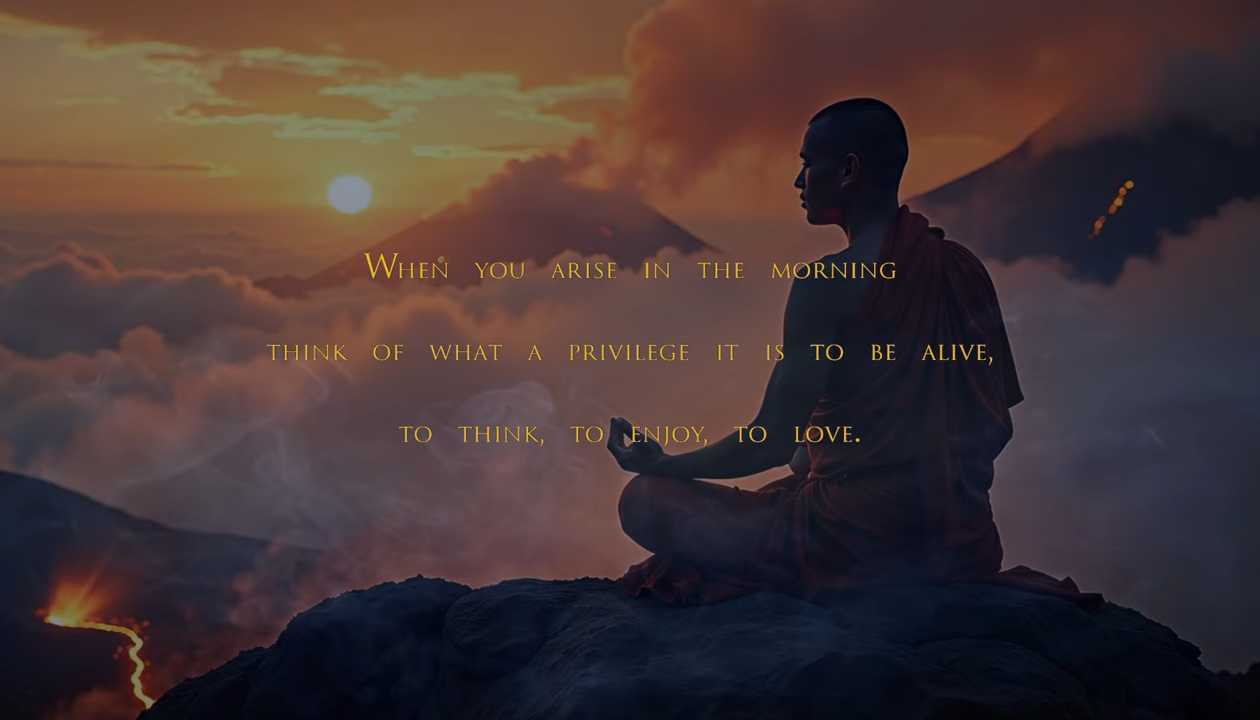 When you arise in the morning
think of what a privilege it is to be alive,
to think, to enjoy, to love.